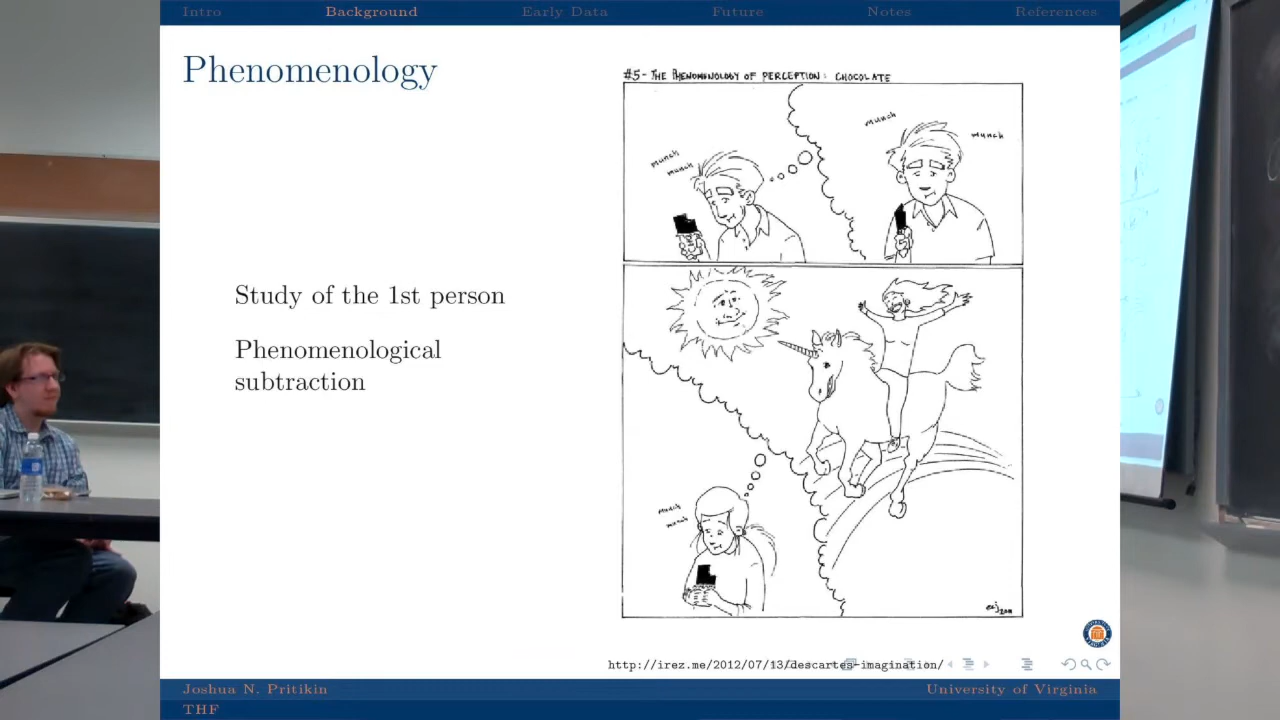 Intro Background Early Data Future Notes References
Phenomenology
#5- THE PHENOMENOLOGY OF PERCEPTION: CHOCOLATE
munch
munch
munch
munch
Study of the 1st person
Phenomenological
subtraction
munch
munch
http://irez.me/2012/07/13/descartes-imagination/
Joshua N. Pritikin University of Virginia
THF